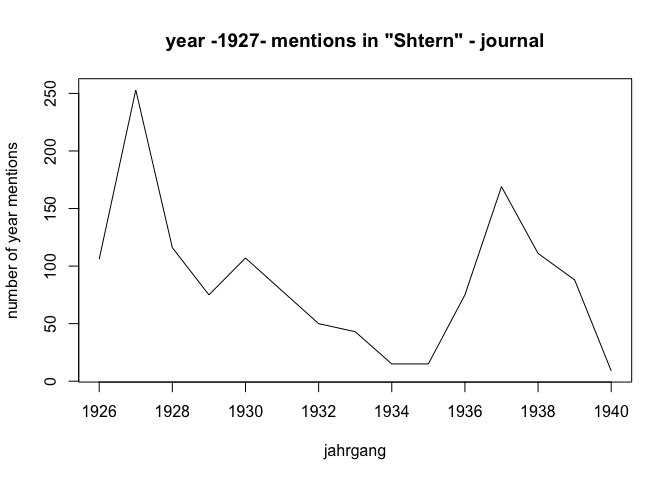 year -1927- mentions in "Shtern" - journal
number of year mentions
250
200
150
100
50
0
1926 1928 1930 1932 1934 1936 1938 1940
jahrgang